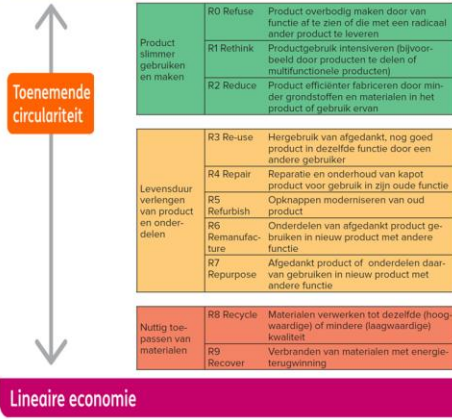 Toenemende
circulariteit
Product
slimmer
gebruiken
en maken
R0 Refuse
Product overbodig maken door van
functie af te zien of die met een radicaal
ander product te leveren
R1 Rethink
Productgebruik intensiveren (bijvoor-
beeld door producten te delen of
multifunctionele producten)
R2 Reduce
Product efficiënter fabriceren door min-
der grondstoffen en materialen in het
product of gebruik ervan
Levensduur
verlengen
van product
en onder-
delen
R3 Re-use
Hergebruik van afgedankt, nog goed
product in dezelfde functie door een
andere gebruiker
R4 Repair
Reparatie en onderhoud van kapot
product voor gebruik in zijn oude functie
R5
Refurbish
Opknappen moderniseren van oud
product
R6
Remanufac-
ture
Onderdelen van afgedankt product ge-
bruiken in nieuw product met andere
functie
R7
Repurpose
Afgedankt product of onderdelen daar-
van gebruiken in nieuw product met
andere functie
Nuttig toe-
passen van
materialen
R8 Recycle
Materialen verwerken tot dezelfde (hoog-
waardige) of mindere (laagwaardige)
kwaliteit
R9
Recover
Verbranden van materialen met energie-
terugwinning
Lineaire economie